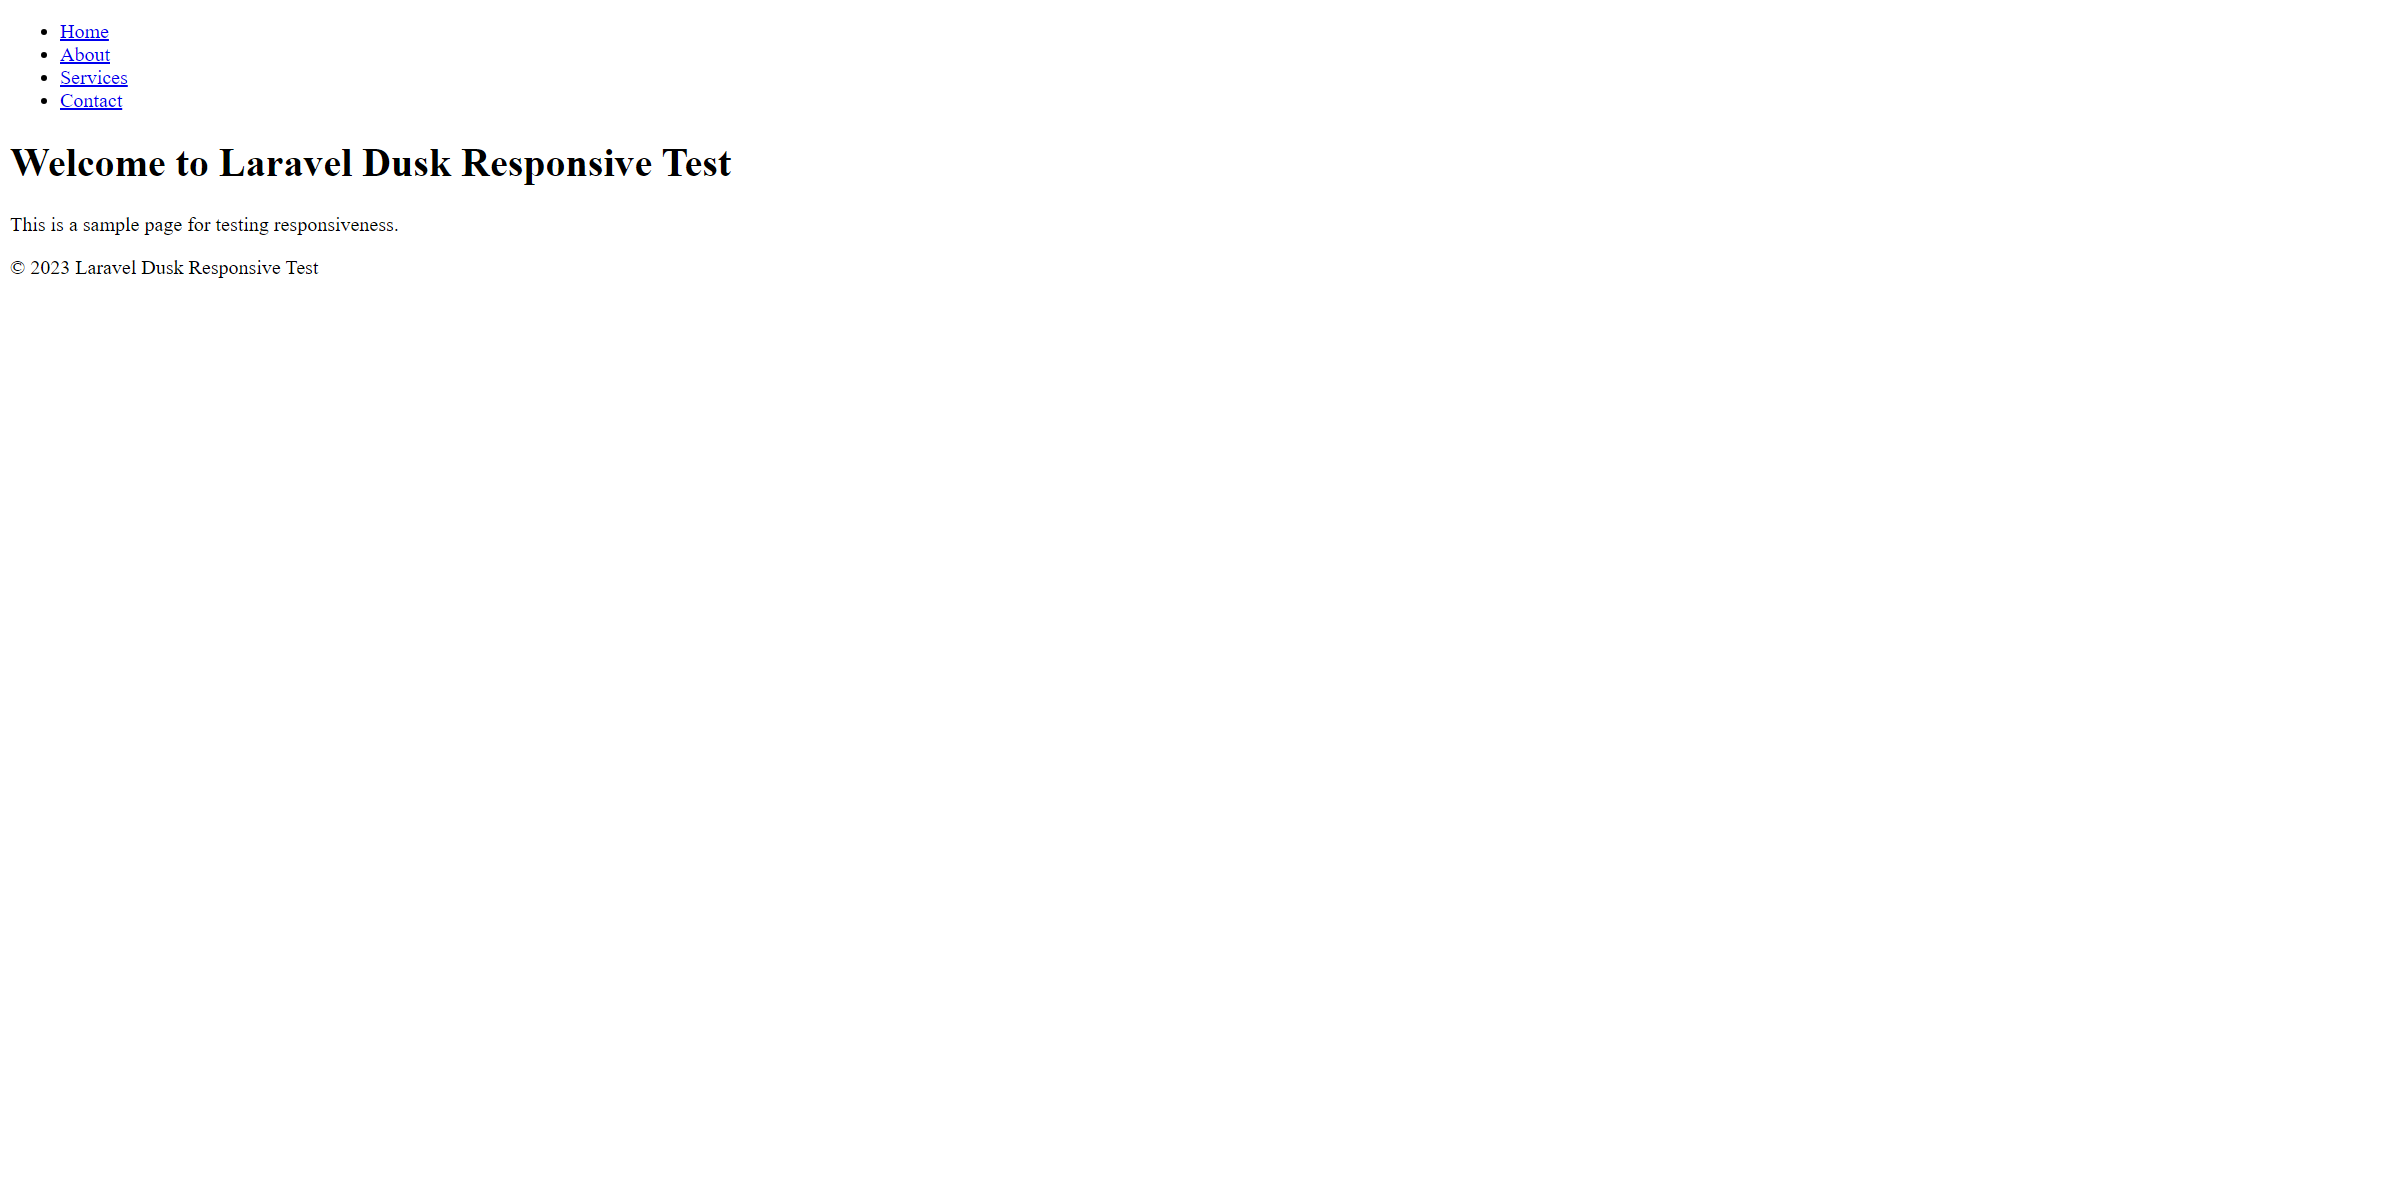 Home
About
Services
Contact
Welcome to Laravel Dusk Responsive Test
This is a sample page for testing responsiveness.
© 2023 Laravel Dusk Responsive Test